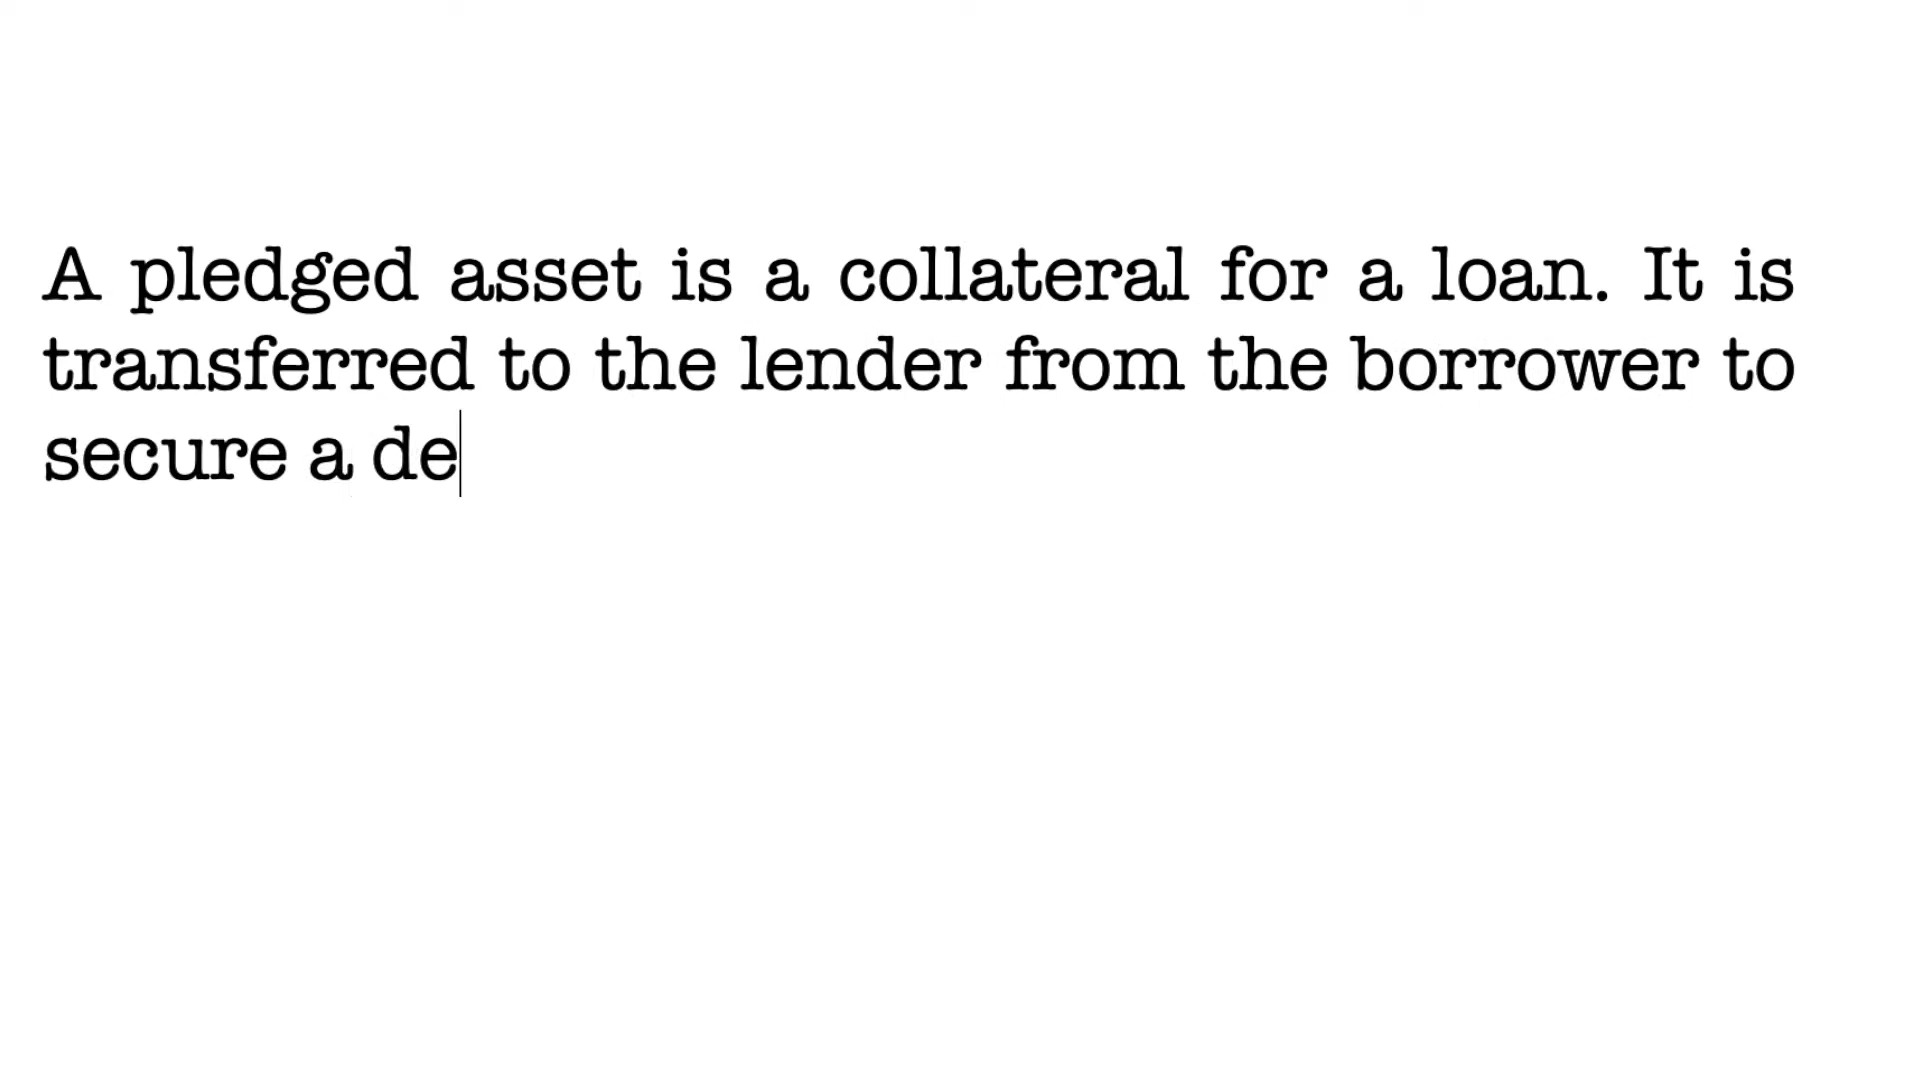 A pledged asset is a collateral for a loan. It is
transferred to the lender from the borrower to
secure a de